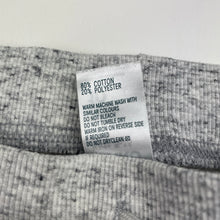 80% COTTON
20% POLYESTER
WARM MACHINE WASH WITH
SIMILAR COLOURS
DO NOT BLEACH
DO NOT TUMBLE DRY
WARM IRON ON REVERSE SIDE
IF REQUIRED
DO NOT DRYCLEAN